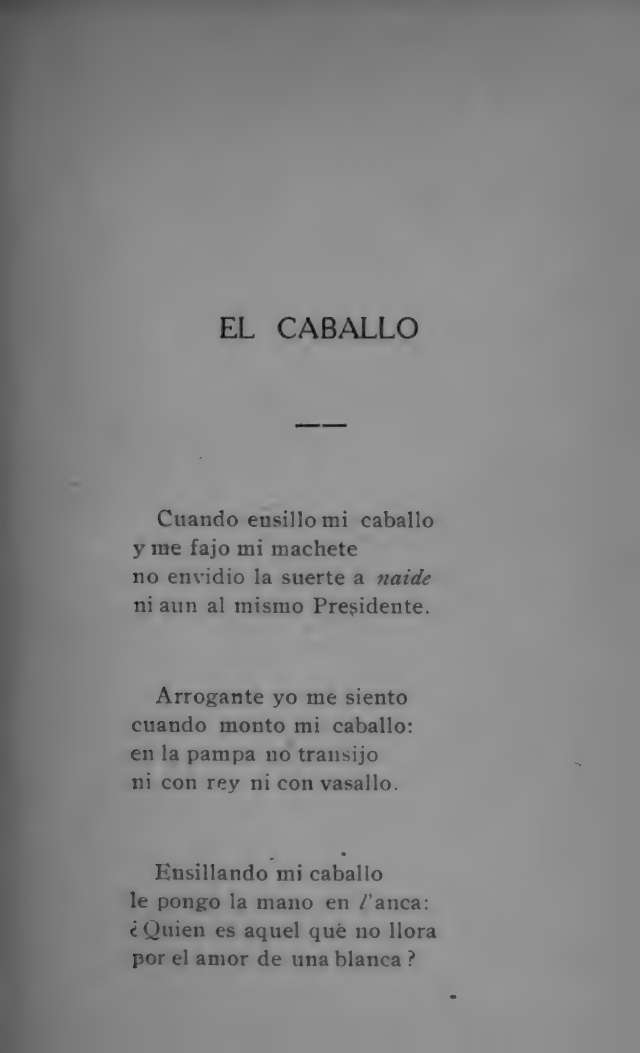 EL CABALLO
Cuando ensillo mi caballo
y me fajo mi machete
no envidio la suerte a naide
ni aun al mismo Presidente.
Arrogante yo me siento
cuando monto mi caballo:
en la pampa no transijo
ni con rey ni con vasallo.
Ensillando mi caballo
le pongo la mano en l'anca:
¿Quien es aquel que no llora
por el amor de una blanca?